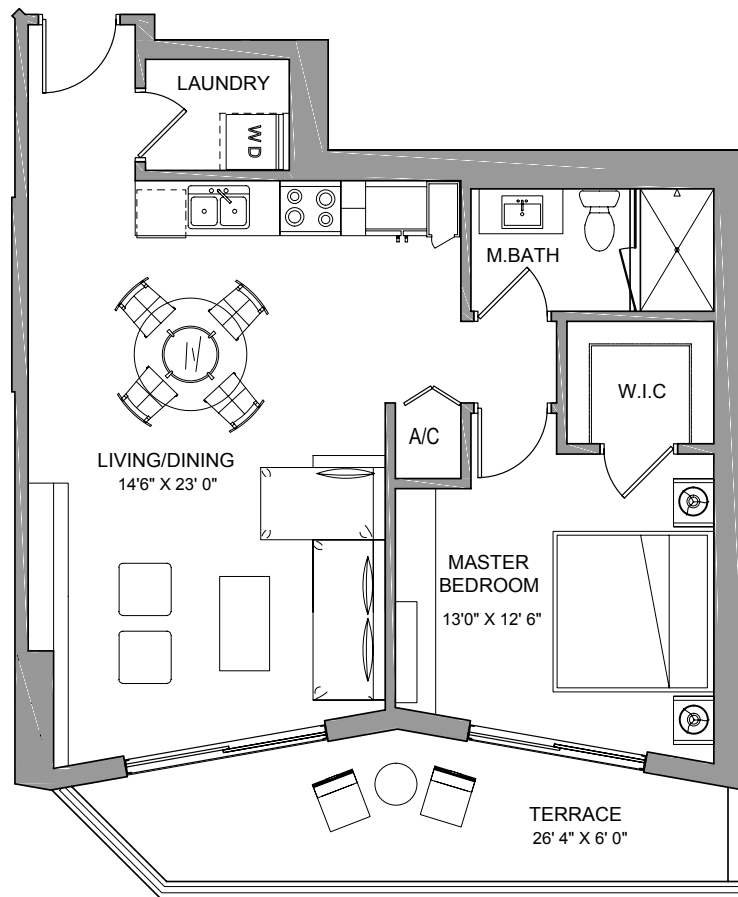 LAUNDRY
WD
M.BATH
W.I.C
A/C
LIVING/DINING
14'6" X 23' 0"
MASTER
BEDROOM
13'0" X 12' 6"
TERRACE
26' 4" X 6' 0"